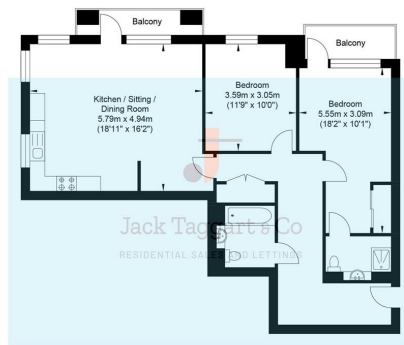 Balcony
Balcony
Kitchen / Sitting /
Dining Room
5.79m x 4.94m
(18'11" x 16'2")
Bedroom
3.59m x 3.05m
(11'9" x 10'0")
Bedroom
5.55m x 3.09m
(18'2" x 10'1")
Jack Taggart & Co
RESIDENTIAL SALES AND LETTINGS